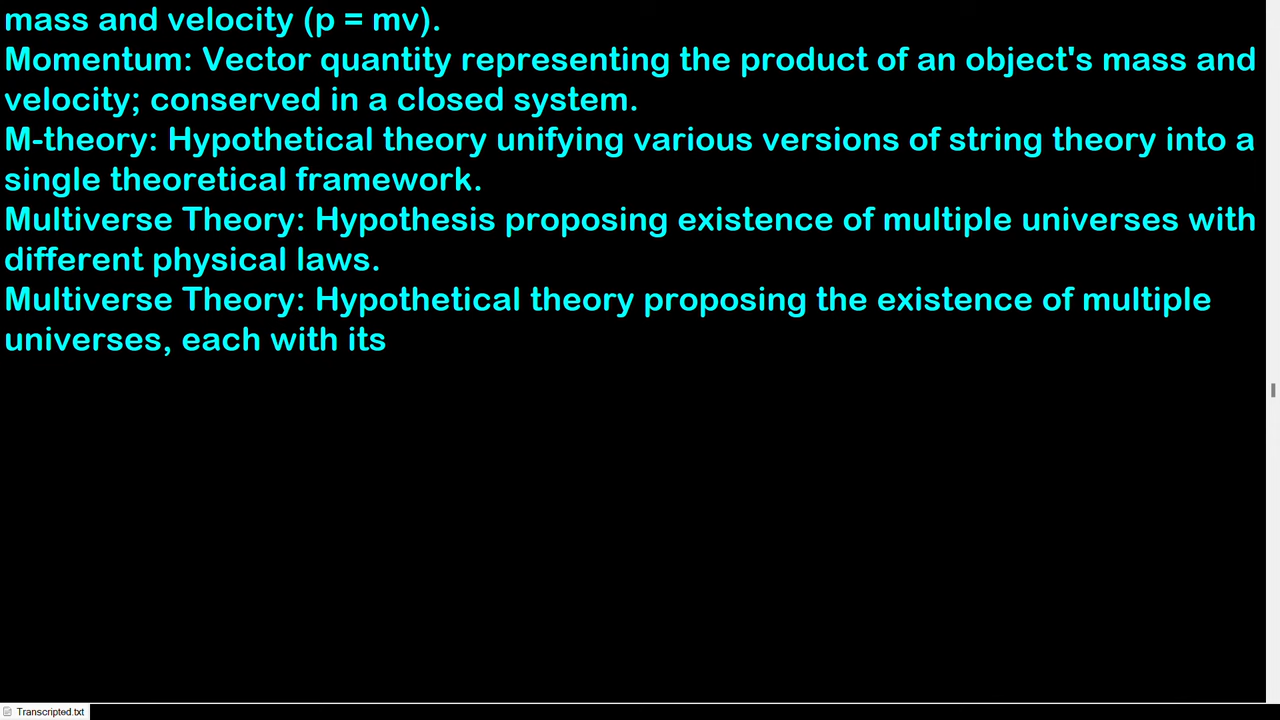 mass and velocity (p = mv).
Momentum: Vector quantity representing the product of an object's mass and
velocity; conserved in a closed system.
M-theory: Hypothetical theory unifying various versions of string theory into a
single theoretical framework.
Multiverse Theory: Hypothesis proposing existence of multiple universes with
different physical laws.
Multiverse Theory: Hypothetical theory proposing the existence of multiple
universes, each with its
Transcripted.txt